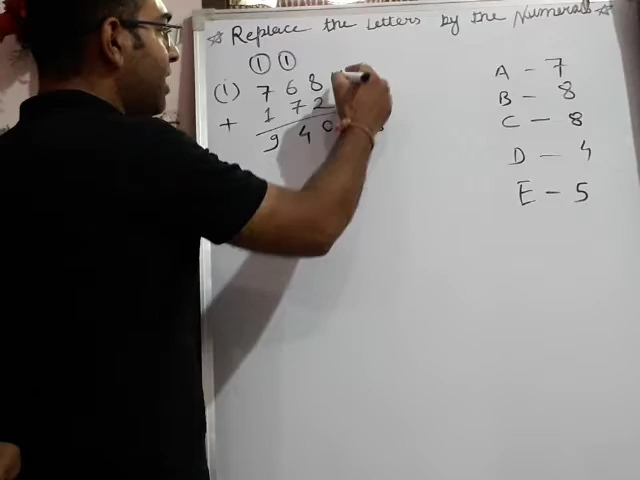 ☆ Replace the Letters by the Numerals ☆
① ①
(i) 7 6 8
+ 1 7 2
9 4 0
A - 7
B - 8
C - 8
D - 4
E - 5